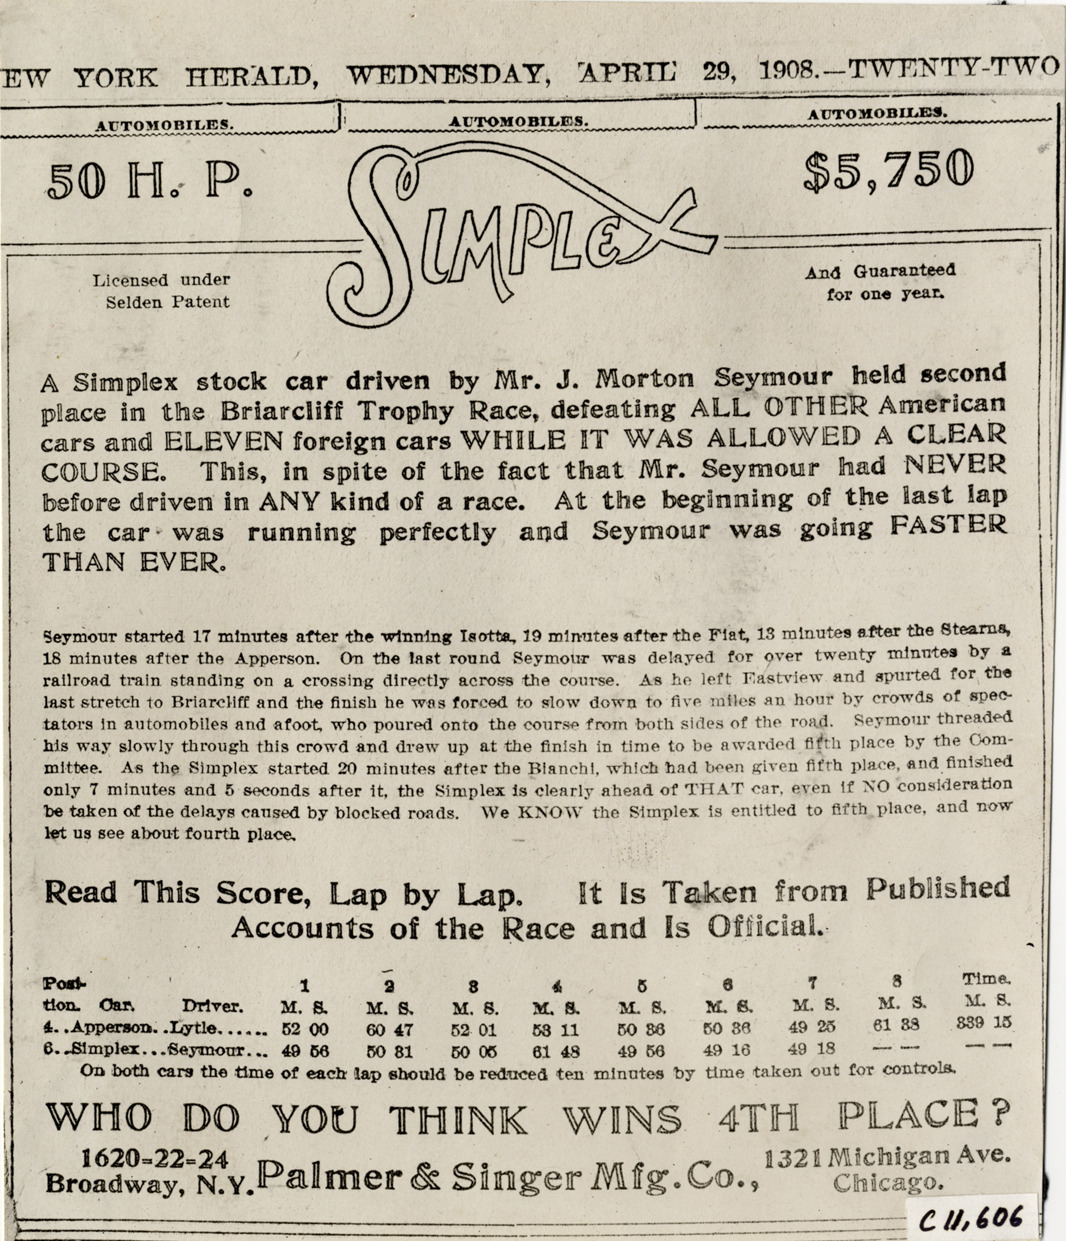 EW YORK HERALD, WEDNESDAY, APRIL 29, 1908.—TWENTY-TWO
AUTOMOBILES. AUTOMOBILES. AUTOMOBILES.
50 H. P. SIMPLEX $5,750
Licensed under
Selden Patent
And Guaranteed
for one year.
A Simplex stock car driven by Mr. J. Morton Seymour held second
place in the Briarcliff Trophy Race, defeating ALL OTHER American
cars and ELEVEN foreign cars WHILE IT WAS ALLOWED A CLEAR
COURSE. This, in spite of the fact that Mr. Seymour had NEVER
before driven in ANY kind of a race. At the beginning of the last lap
the car was running perfectly and Seymour was going FASTER
THAN EVER.
Seymour started 17 minutes after the winning Isotta, 19 minutes after the Fiat, 13 minutes after the Stearns,
18 minutes after the Apperson. On the last round Seymour was delayed for over twenty minutes by a
railroad train standing on a crossing directly across the course. As he left Eastview and spurted for the
last stretch to Briarcliff and the finish he was forced to slow down to five miles an hour by crowds of spec-
tators in automobiles and afoot, who poured onto the course from both sides of the road. Seymour threaded
his way slowly through this crowd and drew up at the finish in time to be awarded fifth place by the Com-
mittee. As the Simplex started 20 minutes after the Bianchi, which had been given fifth place, and finished
only 7 minutes and 5 seconds after it, the Simplex is clearly ahead of THAT car, even if NO consideration
be taken of the delays caused by blocked roads. We KNOW the Simplex is entitled to fifth place, and now
let us see about fourth place.
Read This Score, Lap by Lap. It Is Taken from Published
Accounts of the Race and Is Official.
Posi- 1 2 3 4 5 6 7 8 Time.
tion. Car. Driver. M. S. M. S. M. S. M. S. M. S. M. S. M. S. M. S. M. S.
4..Apperson..Lytle...... 52 00 60 47 52 01 53 11 50 36 50 36 49 25 61 38 339 15
6..Simplex...Seymour... 49 56 50 31 50 05 61 48 49 56 49 16 49 18 — — — —
On both cars the time of each lap should be reduced ten minutes by time taken out for controls.
WHO DO YOU THINK WINS 4TH PLACE?
1620-22-24
Broadway, N.Y. Palmer & Singer Mfg. Co., 1321 Michigan Ave.
Chicago.
C 11,606